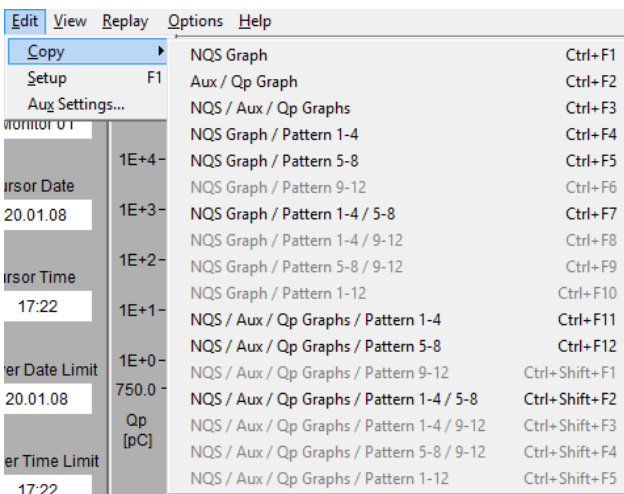 Edit View Replay Options Help
Copy
Setup F1
Aux Settings...
NQS Graph Ctrl+F1
Aux / Qp Graph Ctrl+F2
NQS / Aux / Qp Graphs Ctrl+F3
NQS Graph / Pattern 1-4 Ctrl+F4
NQS Graph / Pattern 5-8 Ctrl+F5
NQS Graph / Pattern 9-12 Ctrl+F6
NQS Graph / Pattern 1-4 / 5-8 Ctrl+F7
NQS Graph / Pattern 1-4 / 9-12 Ctrl+F8
NQS Graph / Pattern 5-8 / 9-12 Ctrl+F9
NQS Graph / Pattern 1-12 Ctrl+F10
NQS / Aux / Qp Graphs / Pattern 1-4 Ctrl+F11
NQS / Aux / Qp Graphs / Pattern 5-8 Ctrl+F12
NQS / Aux / Qp Graphs / Pattern 9-12 Ctrl+Shift+F1
NQS / Aux / Qp Graphs / Pattern 1-4 / 5-8 Ctrl+Shift+F2
NQS / Aux / Qp Graphs / Pattern 1-4 / 9-12 Ctrl+Shift+F3
NQS / Aux / Qp Graphs / Pattern 5-8 / 9-12 Ctrl+Shift+F4
NQS / Aux / Qp Graphs / Pattern 1-12 Ctrl+Shift+F5
Monitor 01
ursor Date
20.01.08
ursor Time
17:22
er Date Limit
20.01.08
er Time Limit
17:22
1E+4
1E+3
1E+2
1E+1
1E+0
750.0
Qp
[pC]